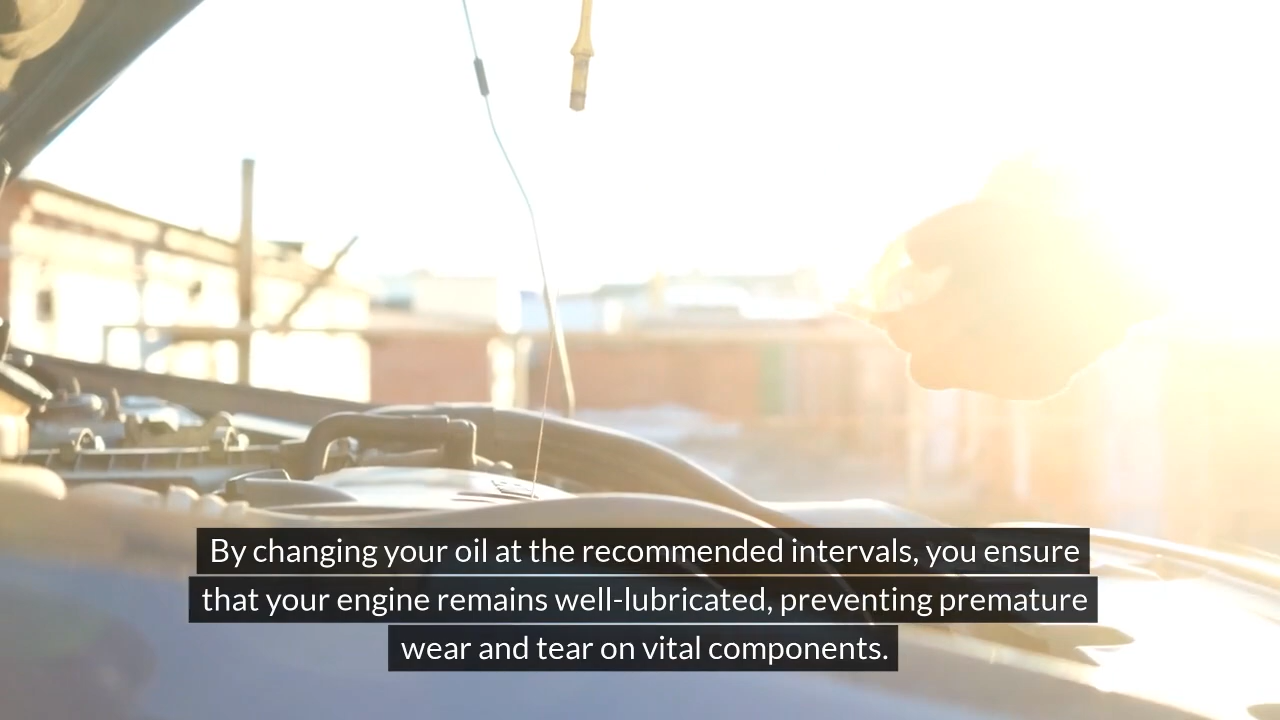 By changing your oil at the recommended intervals, you ensure
that your engine remains well-lubricated, preventing premature
wear and tear on vital components.